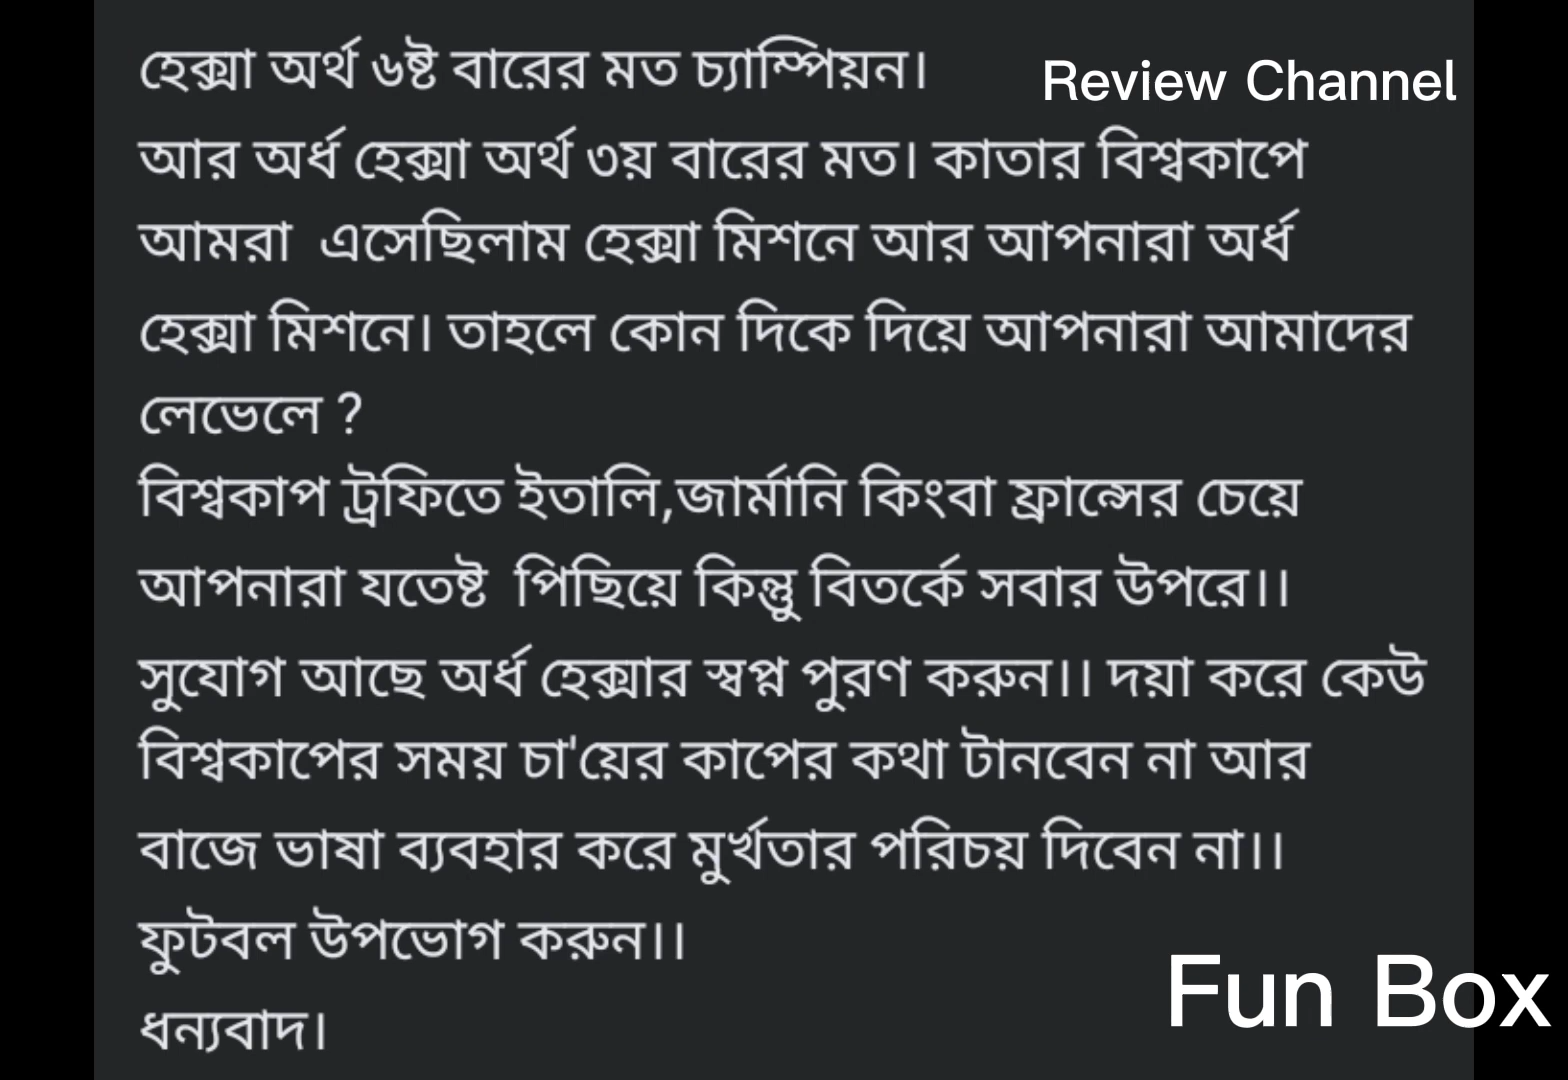 হেক্সা অর্থ ৬ষ্ট বারের মত চ্যাম্পিয়ন।
Review Channel
আর অর্ধ হেক্সা অর্থ ৩য় বারের মত। কাতার বিশ্বকাপে
আমরা এসেছিলাম হেক্সা মিশনে আর আপনারা অর্ধ
হেক্সা মিশনে। তাহলে কোন দিকে দিয়ে আপনারা আমাদের
লেভেলে ?
বিশ্বকাপ ট্রফিতে ইতালি,জার্মানি কিংবা ফ্রান্সের চেয়ে
আপনারা যতেষ্ট পিছিয়ে কিন্তু বিতর্কে সবার উপরে।।
সুযোগ আছে অর্ধ হেক্সার স্বপ্ন পুরণ করুন।। দয়া করে কেউ
বিশ্বকাপের সময় চা'য়ের কাপের কথা টানবেন না আর
বাজে ভাষা ব্যবহার করে মুর্খতার পরিচয় দিবেন না।।
ফুটবল উপভোগ করুন।।
Fun Box
ধন্যবাদ।